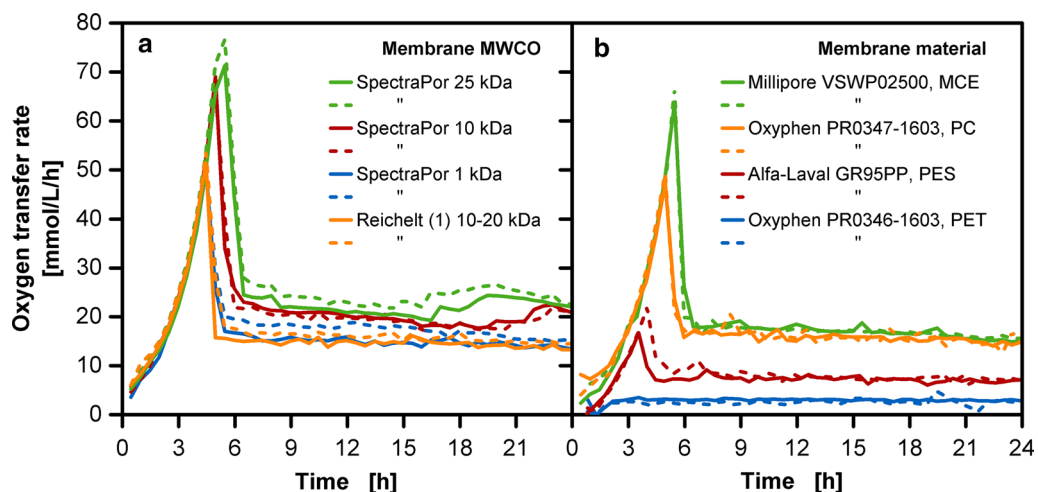 80
70
60
50
40
30
20
10
0
Oxygen transfer rate
[mmol/L/h]
a
Membrane MWCO
SpectraPor 25 kDa
"
SpectraPor 10 kDa
"
SpectraPor 1 kDa
"
Reichelt (1) 10-20 kDa
"
0 3 6 9 12 15 18 21
Time [h]
b
Membrane material
Millipore VSWP02500, MCE
"
Oxyphen PR0347-1603, PC
"
Alfa-Laval GR95PP, PES
"
Oxyphen PR0346-1603, PET
"
0 3 6 9 12 15 18 21 24
Time [h]